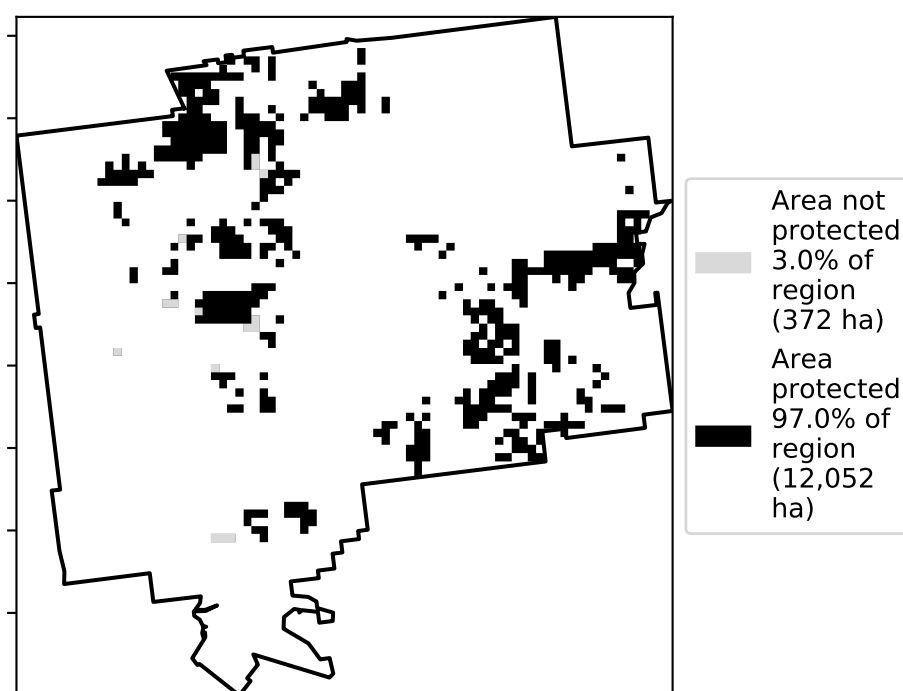 Area not
protected
3.0% of
region
(372 ha)
Area
protected
97.0% of
region
(12,052
ha)